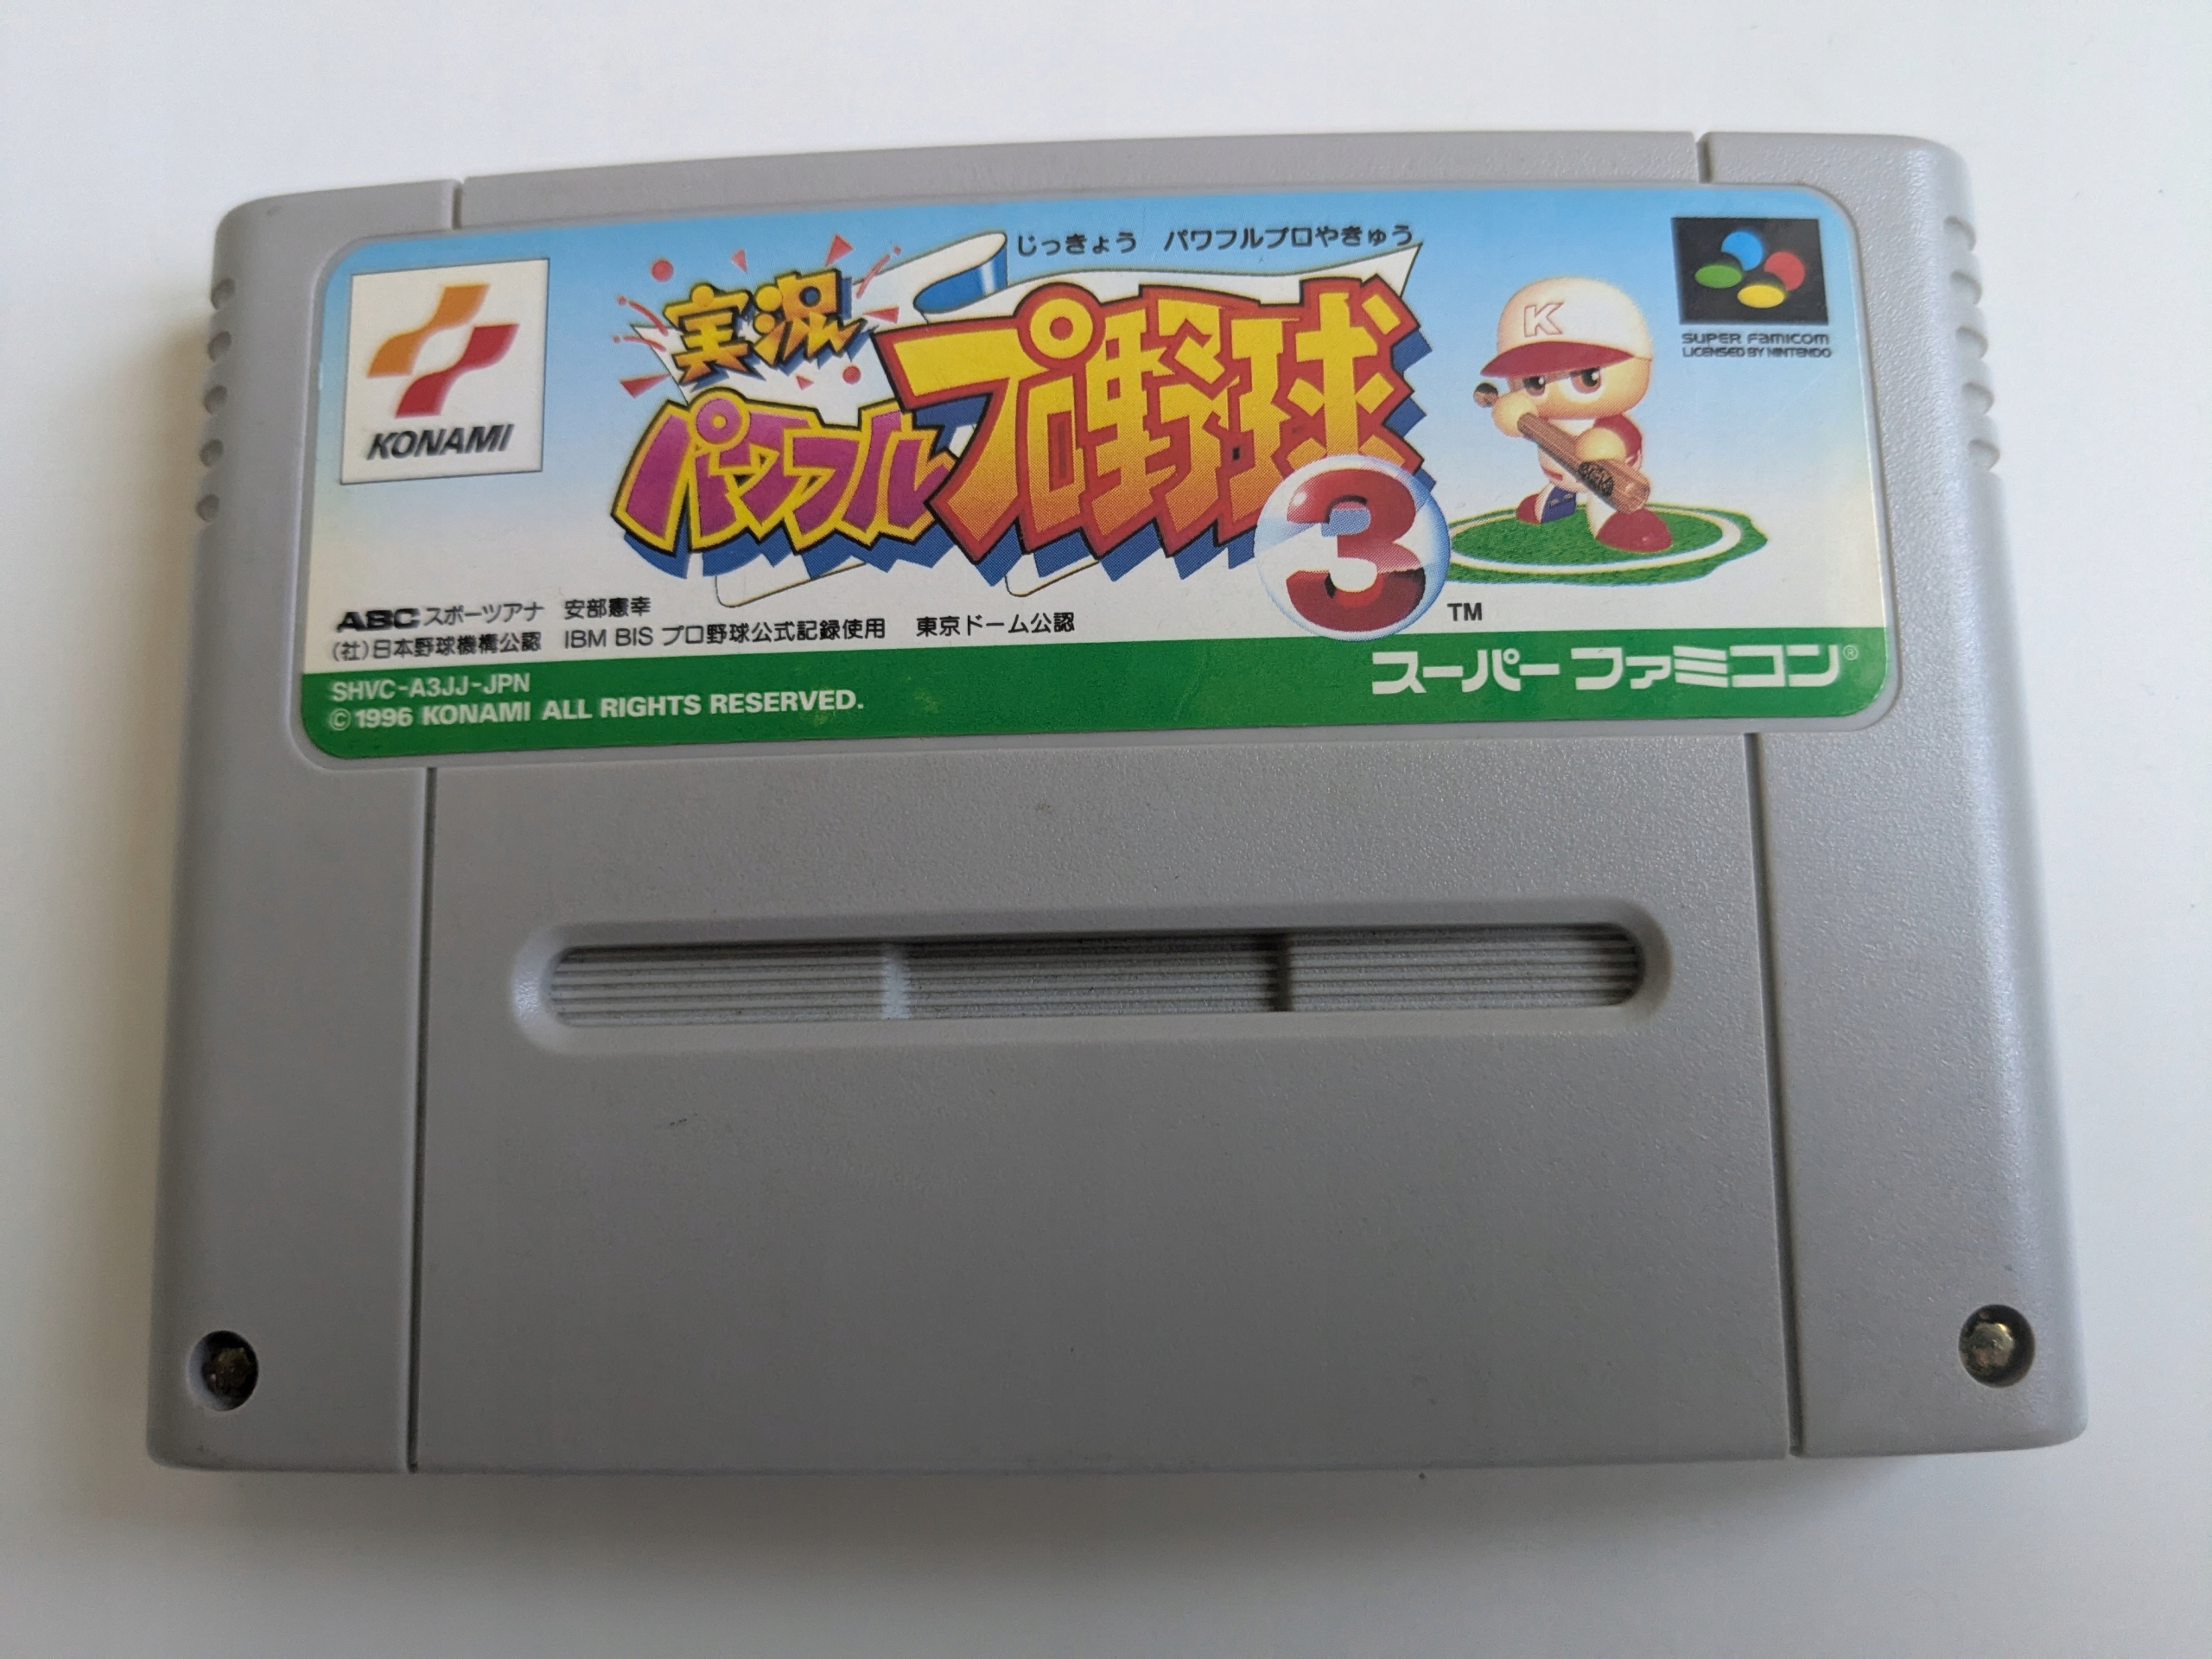 じっきょう パワフルプロやきゅう
実況
パワフルプロ野球
3
TM
KONAMI
K
SUPER FAMICOM
LICENSED BY NINTENDO
ABCスポーツアナ 安部憲幸
(社)日本野球機構公認 IBM BIS プロ野球公式記録使用 東京ドーム公認
スーパーファミコン®
SHVC-A3JJ-JPN
©1996 KONAMI ALL RIGHTS RESERVED.